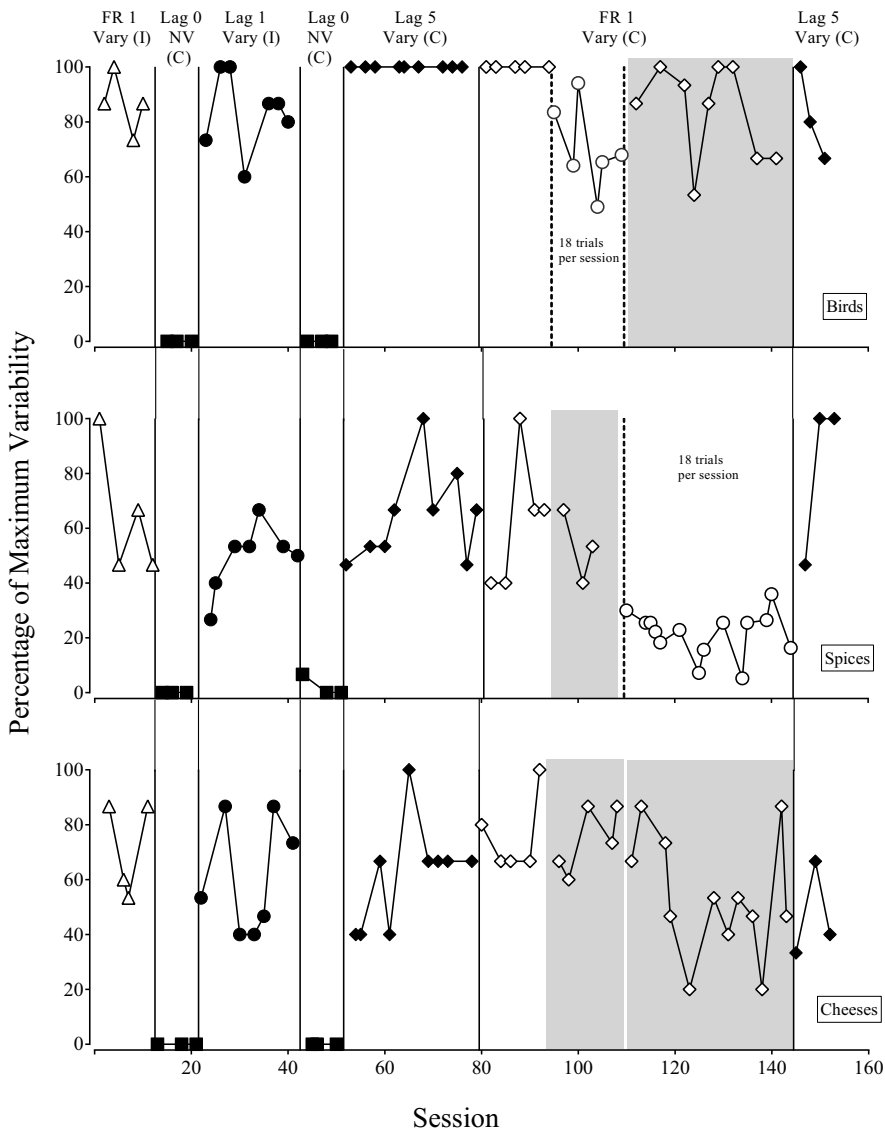 FR 1
Vary (I)
Lag 0
NV
(C)
Lag 1
Vary (I)
Lag 0
NV
(C)
Lag 5
Vary (C)
FR 1
Vary (C)
Lag 5
Vary (C)
100
80
60
40
20
0
18 trials
per session
Birds
Percentage of Maximum Variability
100
80
60
40
20
0
18 trials
per session
Spices
100
80
60
40
20
0
Cheeses
20
40
60
80
100
120
140
160
Session